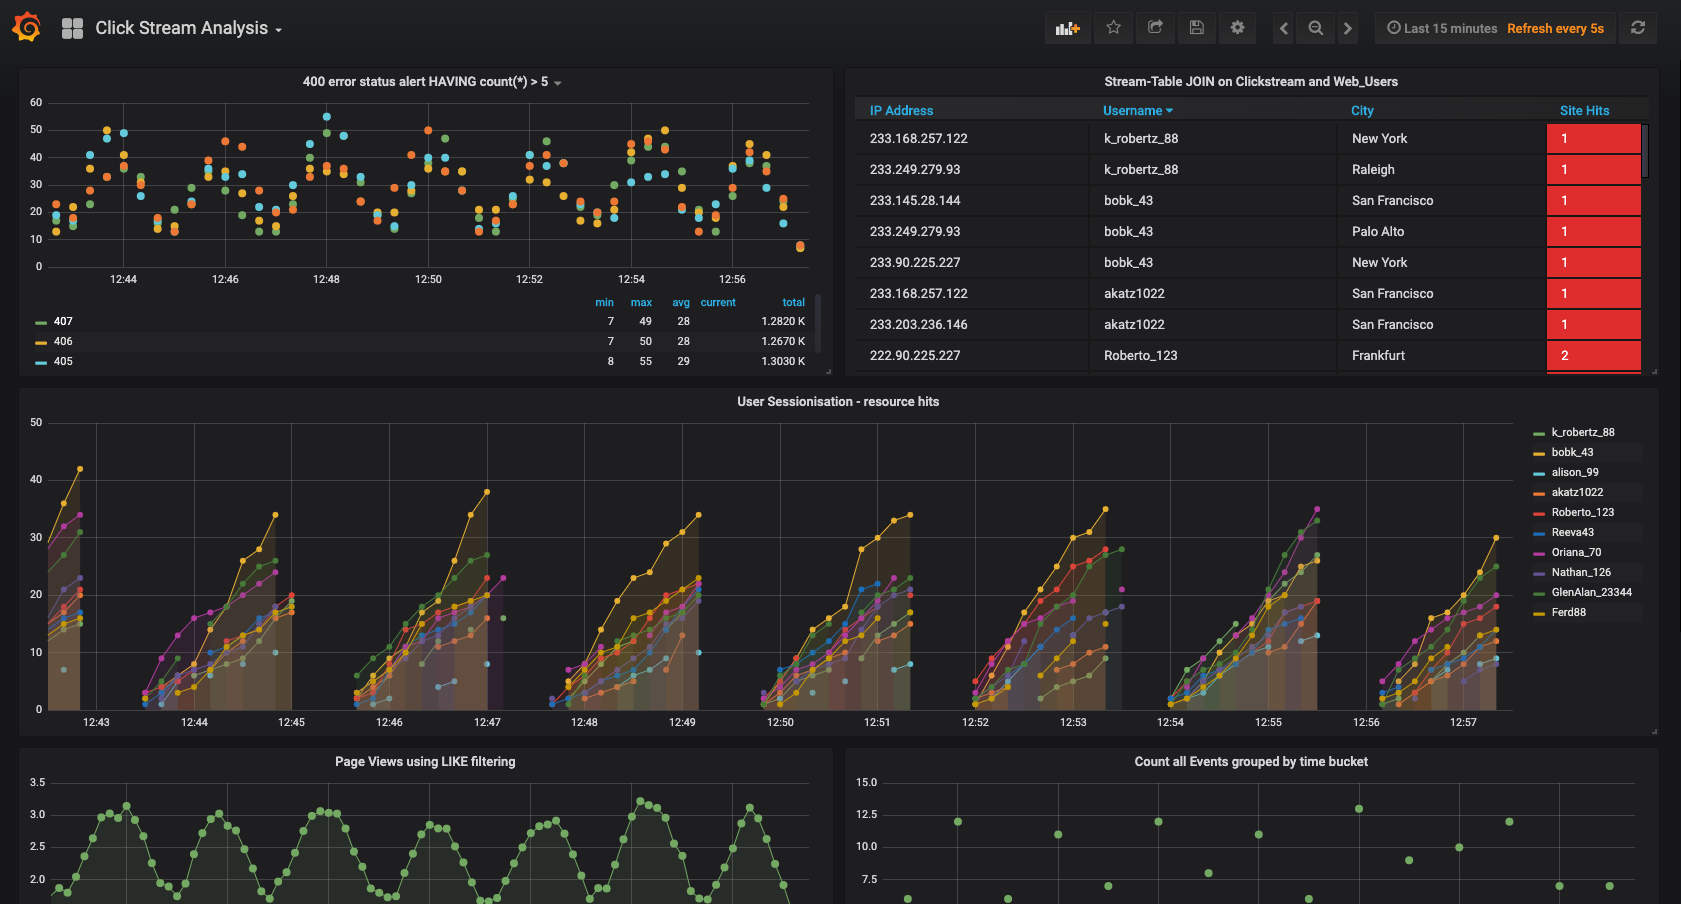 Click Stream Analysis
Last 15 minutes Refresh every 5s
400 error status alert HAVING count(*) > 5
60
50
40
30
20
10
0
12:44 12:46 12:48 12:50 12:52 12:54 12:56
min max avg current total
407 7 49 28 1.2820 K
406 7 50 28 1.2670 K
405 8 55 29 1.3030 K
Stream-Table JOIN on Clickstream and Web_Users
IP Address Username City Site Hits
233.168.257.122 k_robertz_88 New York 1
233.249.279.93 k_robertz_88 Raleigh 1
233.145.28.144 bobk_43 San Francisco 1
233.249.279.93 bobk_43 Palo Alto 1
233.90.225.227 bobk_43 New York 1
233.168.257.122 akatz1022 San Francisco 1
233.203.236.146 akatz1022 San Francisco 1
222.90.225.227 Roberto_123 Frankfurt 2
User Sessionisation - resource hits
50
40
30
20
10
0
12:43 12:44 12:45 12:46 12:47 12:48 12:49 12:50 12:51 12:52 12:53 12:54 12:55 12:56 12:57
k_robertz_88
bobk_43
alison_99
akatz1022
Roberto_123
Reeva43
Oriana_70
Nathan_126
GlenAlan_23344
Ferd88
Page Views using LIKE filtering
3.5
3.0
2.5
2.0
Count all Events grouped by time bucket
15.0
12.5
10.0
7.5